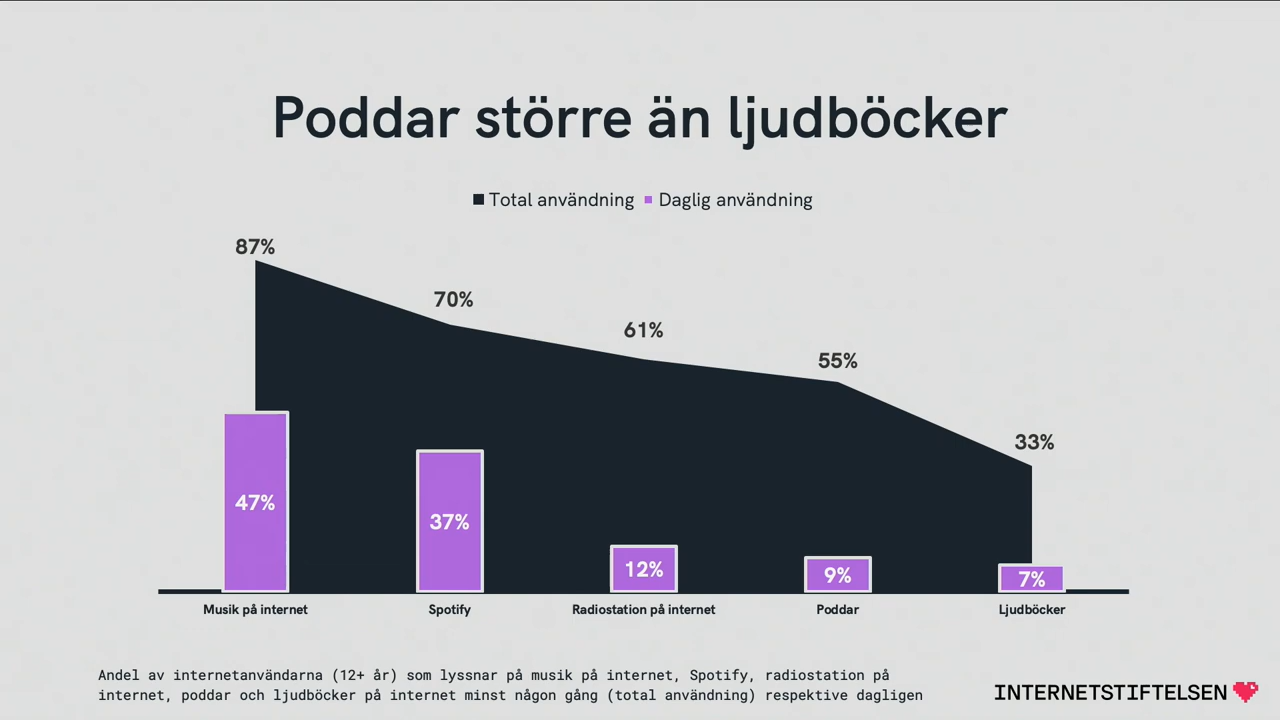 Poddar större än ljudböcker
Total användning Daglig användning
87%
70%
61%
55%
33%
47%
37%
12%
9%
7%
Musik på internet Spotify Radiostation på internet Poddar Ljudböcker
Andel av internetanvändarna (12+ år) som lyssnar på musik på internet, Spotify, radiostation på
internet, poddar och ljudböcker på internet minst någon gång (total användning) respektive dagligen
INTERNETSTIFTELSEN